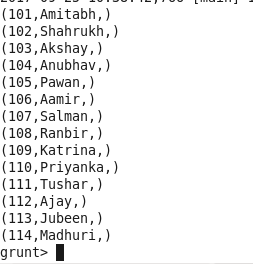 (101,Amitabh,)
(102,Shahrukh,)
(103,Akshay,)
(104,Anubhav,)
(105,Pawan,)
(106,Aamir,)
(107,Salman,)
(108,Ranbir,)
(109,Katrina,)
(110,Priyanka,)
(111,Tushar,)
(112,Ajay,)
(113,Jubeen,)
(114,Madhuri,)
grunt>